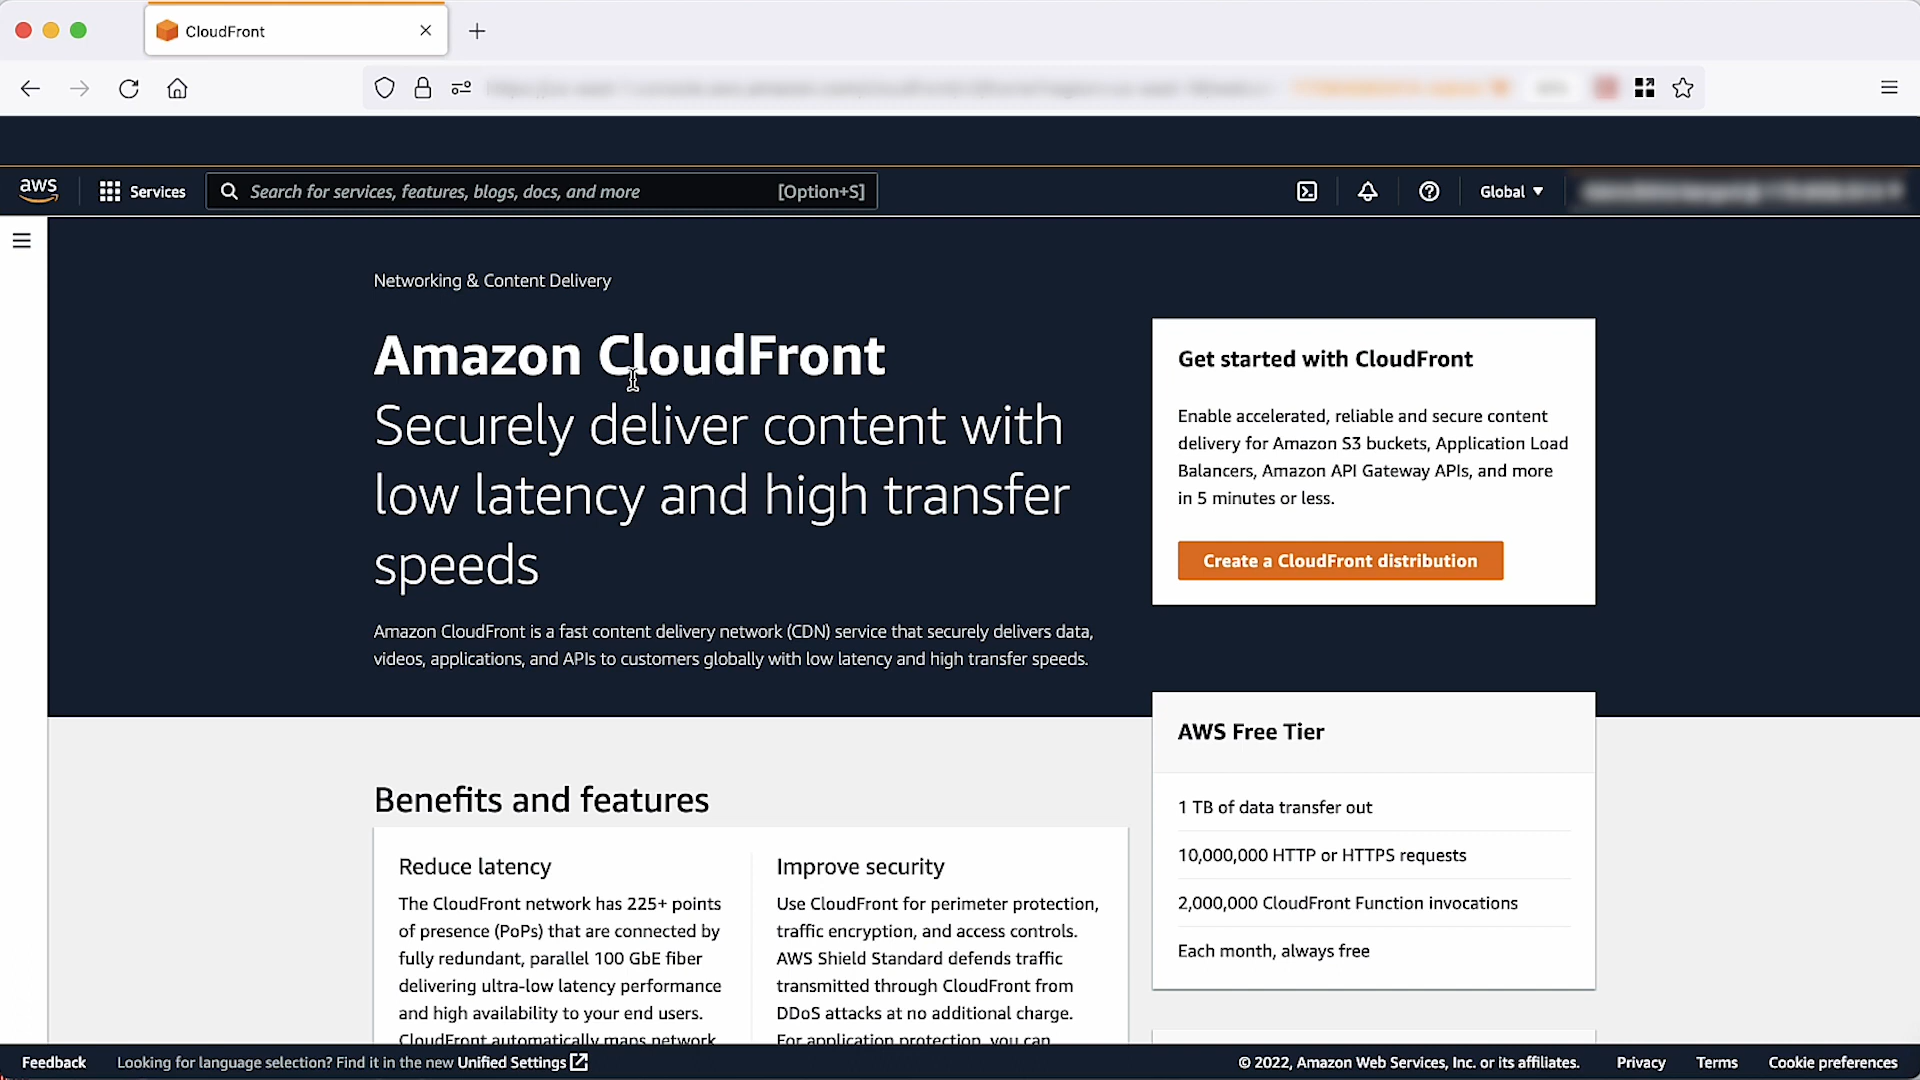 CloudFront
aws
Services
Search for services, features, blogs, docs, and more
[Option+S]
Global
Networking & Content Delivery
Amazon CloudFront
Securely deliver content with
low latency and high transfer
speeds
Amazon CloudFront is a fast content delivery network (CDN) service that securely delivers data,
videos, applications, and APIs to customers globally with low latency and high transfer speeds.
Get started with CloudFront
Enable accelerated, reliable and secure content
delivery for Amazon S3 buckets, Application Load
Balancers, Amazon API Gateway APIs, and more
in 5 minutes or less.
Create a CloudFront distribution
AWS Free Tier
1 TB of data transfer out
10,000,000 HTTP or HTTPS requests
2,000,000 CloudFront Function invocations
Each month, always free
Benefits and features
Reduce latency
The CloudFront network has 225+ points
of presence (PoPs) that are connected by
fully redundant, parallel 100 GbE fiber
delivering ultra-low latency performance
and high availability to your end users.
CloudFront automatically maps network
Improve security
Use CloudFront for perimeter protection,
traffic encryption, and access controls.
AWS Shield Standard defends traffic
transmitted through CloudFront from
DDoS attacks at no additional charge.
For application protection, you can
Feedback
Looking for language selection? Find it in the new Unified Settings
© 2022, Amazon Web Services, Inc. or its affiliates.
Privacy
Terms
Cookie preferences